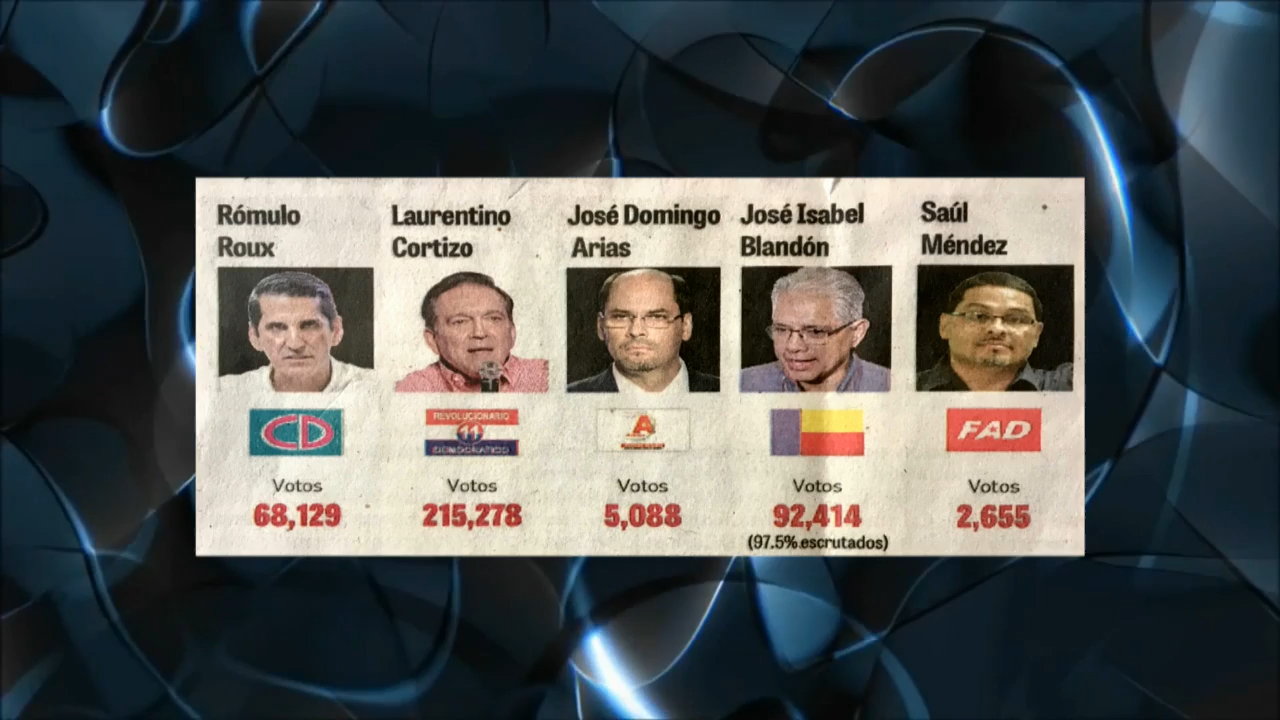 Rómulo
Roux
Laurentino
Cortizo
José Domingo
Arias
José Isabel
Blandón
Saúl
Méndez
CD
REVOLUCIONARIO
11
DEMOCRATICO
A
FAD
Votos
68,129
Votos
215,278
Votos
5,088
Votos
92,414
(97.5% escrutados)
Votos
2,655